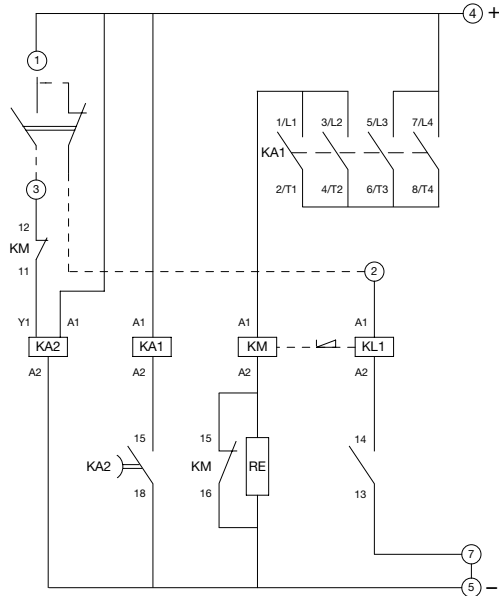 4 +
1
1/L1 3/L2 5/L3 7/L4
KA1
2/T1 4/T2 6/T3 8/T4
3
12
KM
11
2
Y1 A1 A1 A1 A1
KA2 KA1 KM KL1
A2 A2 A2 A2
15 15 14
KA2 KM RE
18 16 13
7
5 −